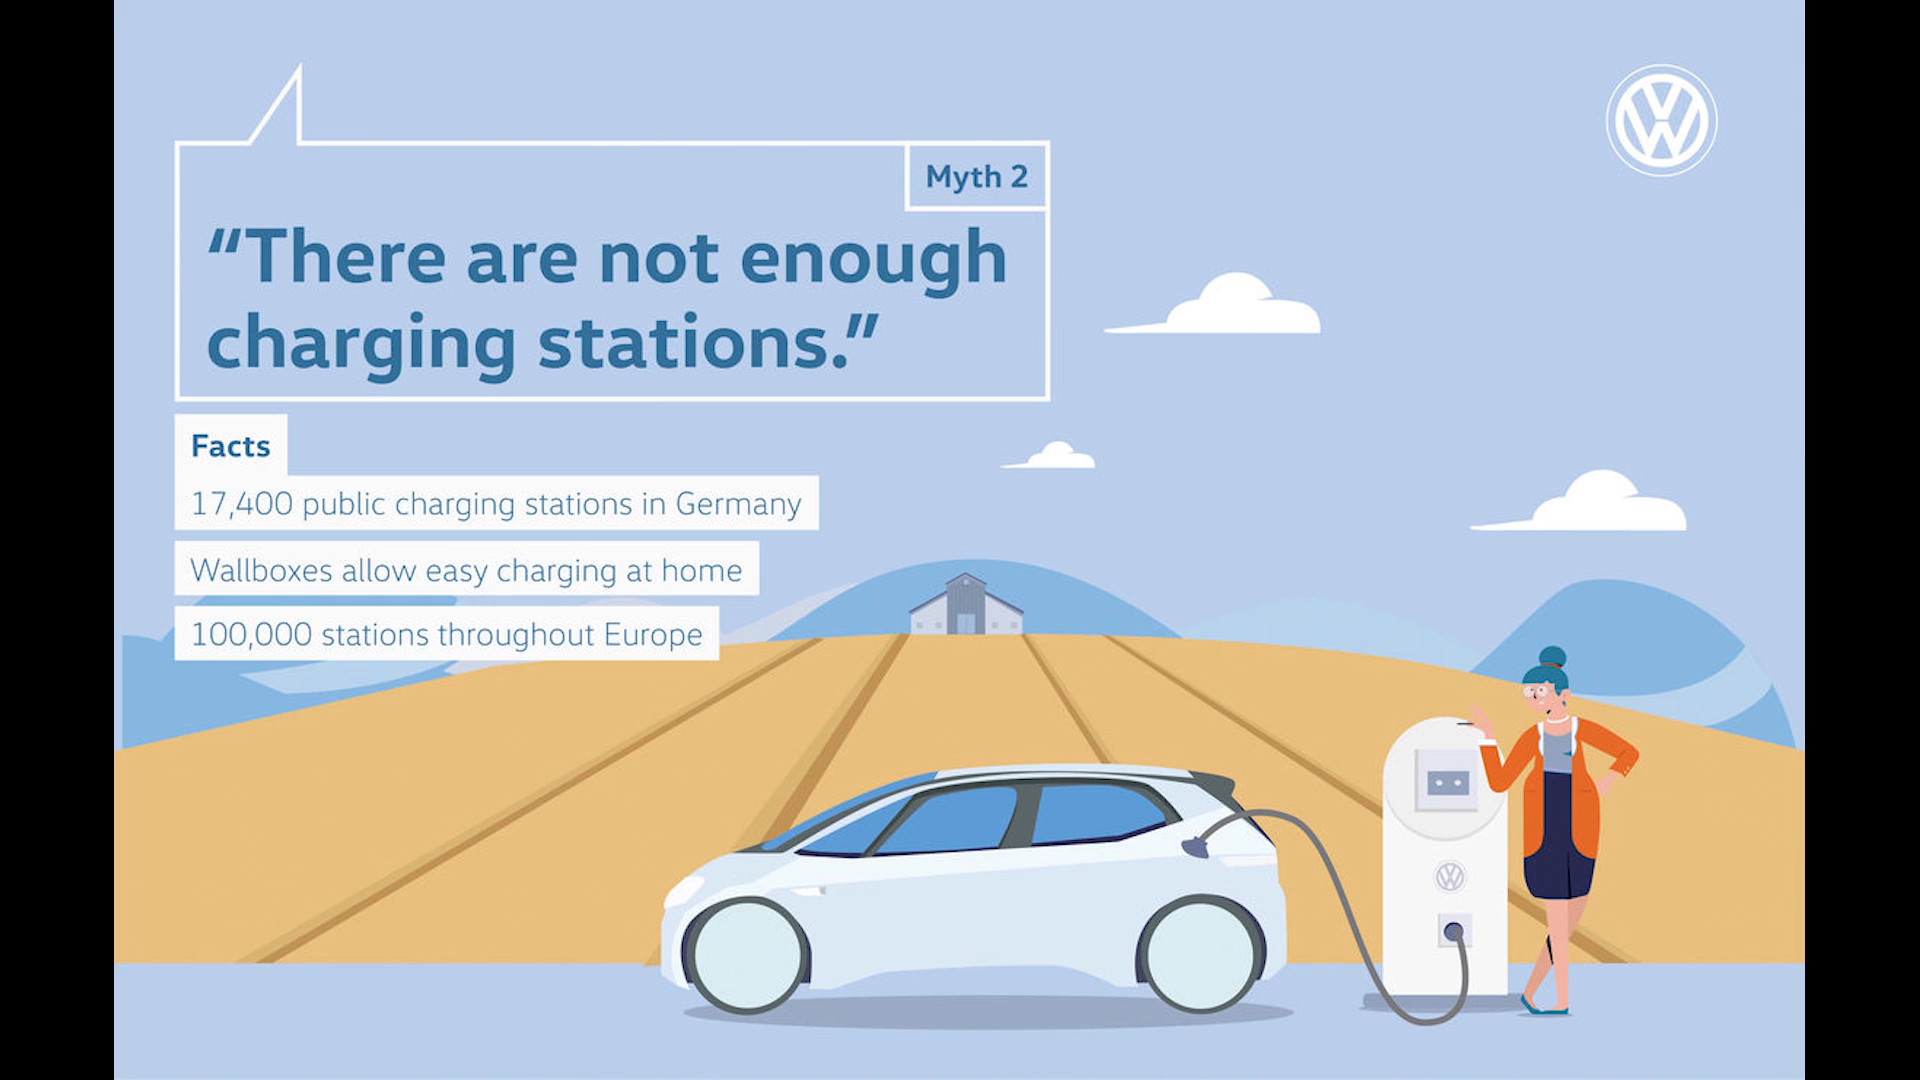 Myth 2
“There are not enough
charging stations.”
Facts
17,400 public charging stations in Germany
Wallboxes allow easy charging at home
100,000 stations throughout Europe